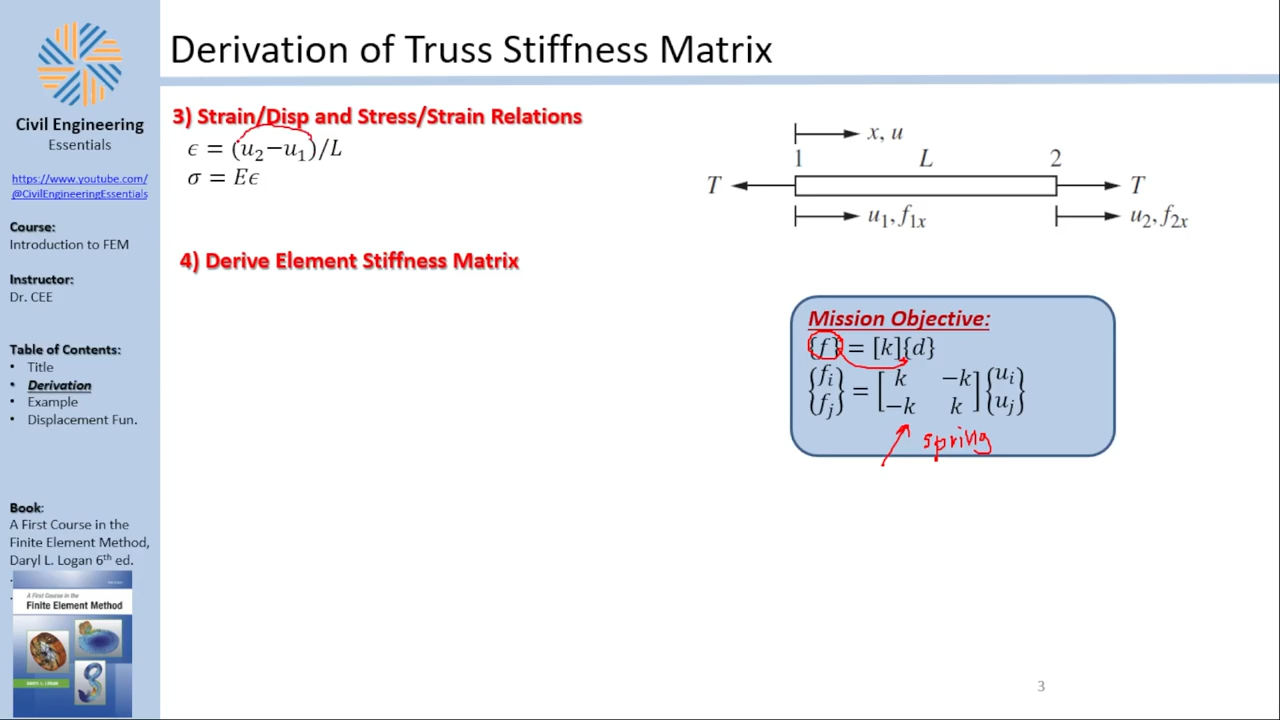 Derivation of Truss Stiffness Matrix
Civil Engineering
Essentials
https://www.youtube.com/
@CivilEngineeringEssentials
Course:
Introduction to FEM
Instructor:
Dr. CEE
Table of Contents:
• Title
• Derivation
• Example
• Displacement Fun.
Book:
A First Course in the
Finite Element Method,
Daryl L. Logan 6th ed.
A First Course in the
Finite Element Method
3) Strain/Disp and Stress/Strain Relations
ϵ = (u₂−u₁)/L
σ = Eϵ
4) Derive Element Stiffness Matrix
x, u
1 L 2
T T
u₁, f₁ₓ u₂, f₂ₓ
Mission Objective:
{f} = [k]{d}
{fᵢ fⱼ} = [k −k −k k]{uᵢ uⱼ}
spring
3